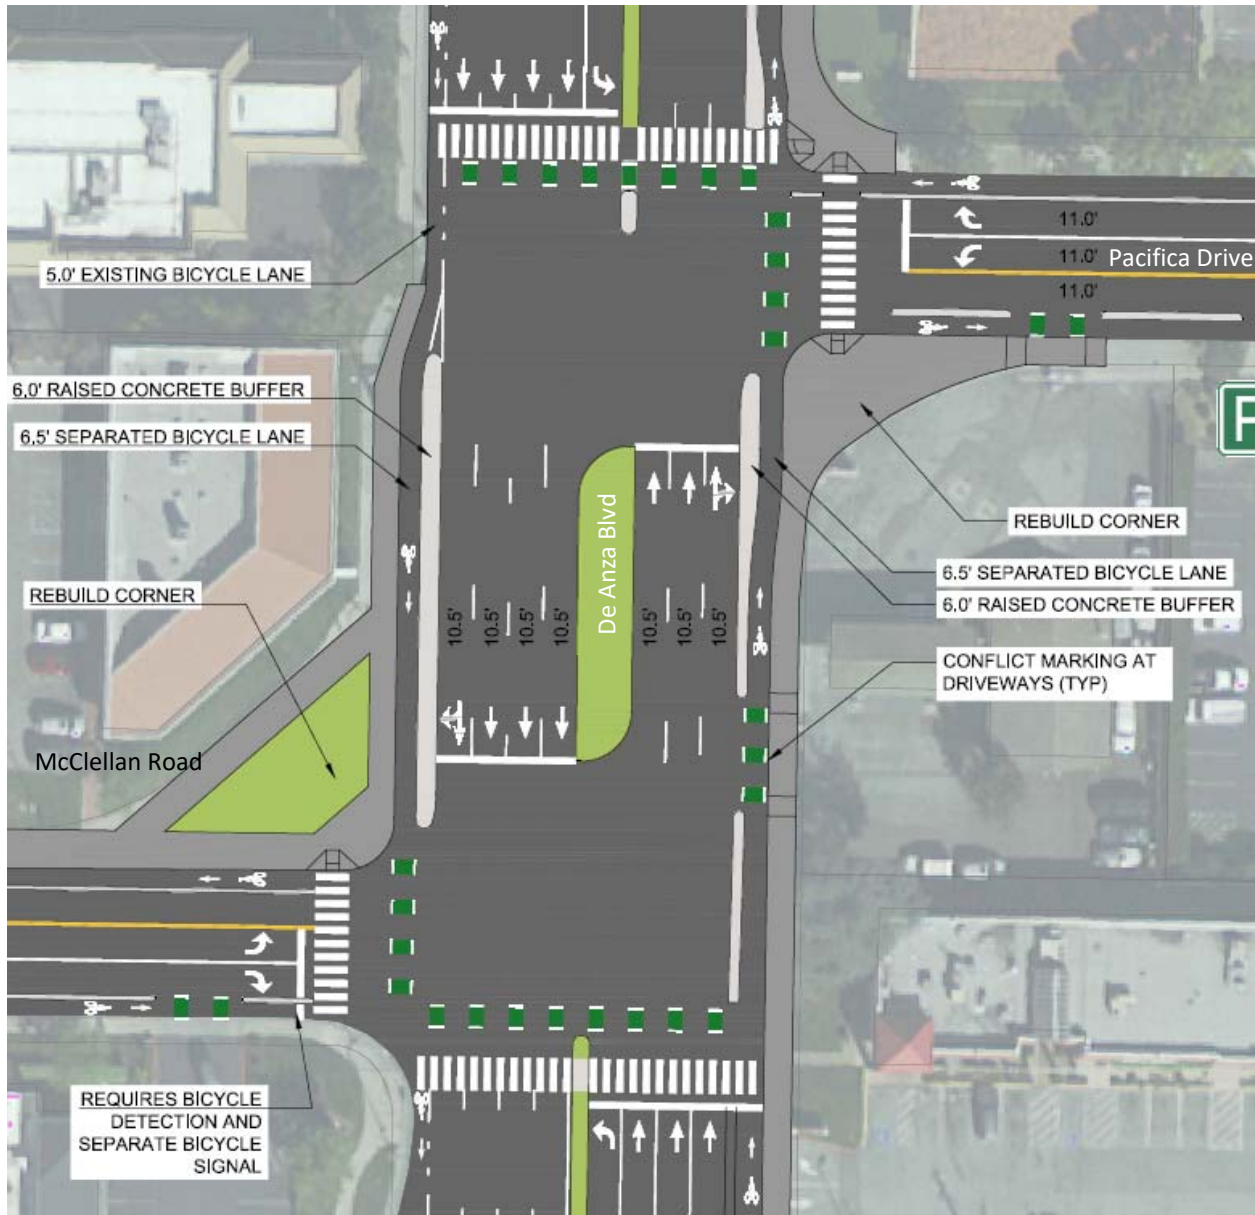 11.0'
11.0'
Pacifica Drive
11.0'
5.0' EXISTING BICYCLE LANE
6.0' RAISED CONCRETE BUFFER
6.5' SEPARATED BICYCLE LANE
P
REBUILD CORNER
6.5' SEPARATED BICYCLE LANE
6.0' RAISED CONCRETE BUFFER
REBUILD CORNER
10.5'
10.5'
10.5'
10.5'
De Anza Blvd
10.5'
10.5'
10.5'
CONFLICT MARKING AT
DRIVEWAYS (TYP)
McClellan Road
REQUIRES BICYCLE
DETECTION AND
SEPARATE BICYCLE
SIGNAL